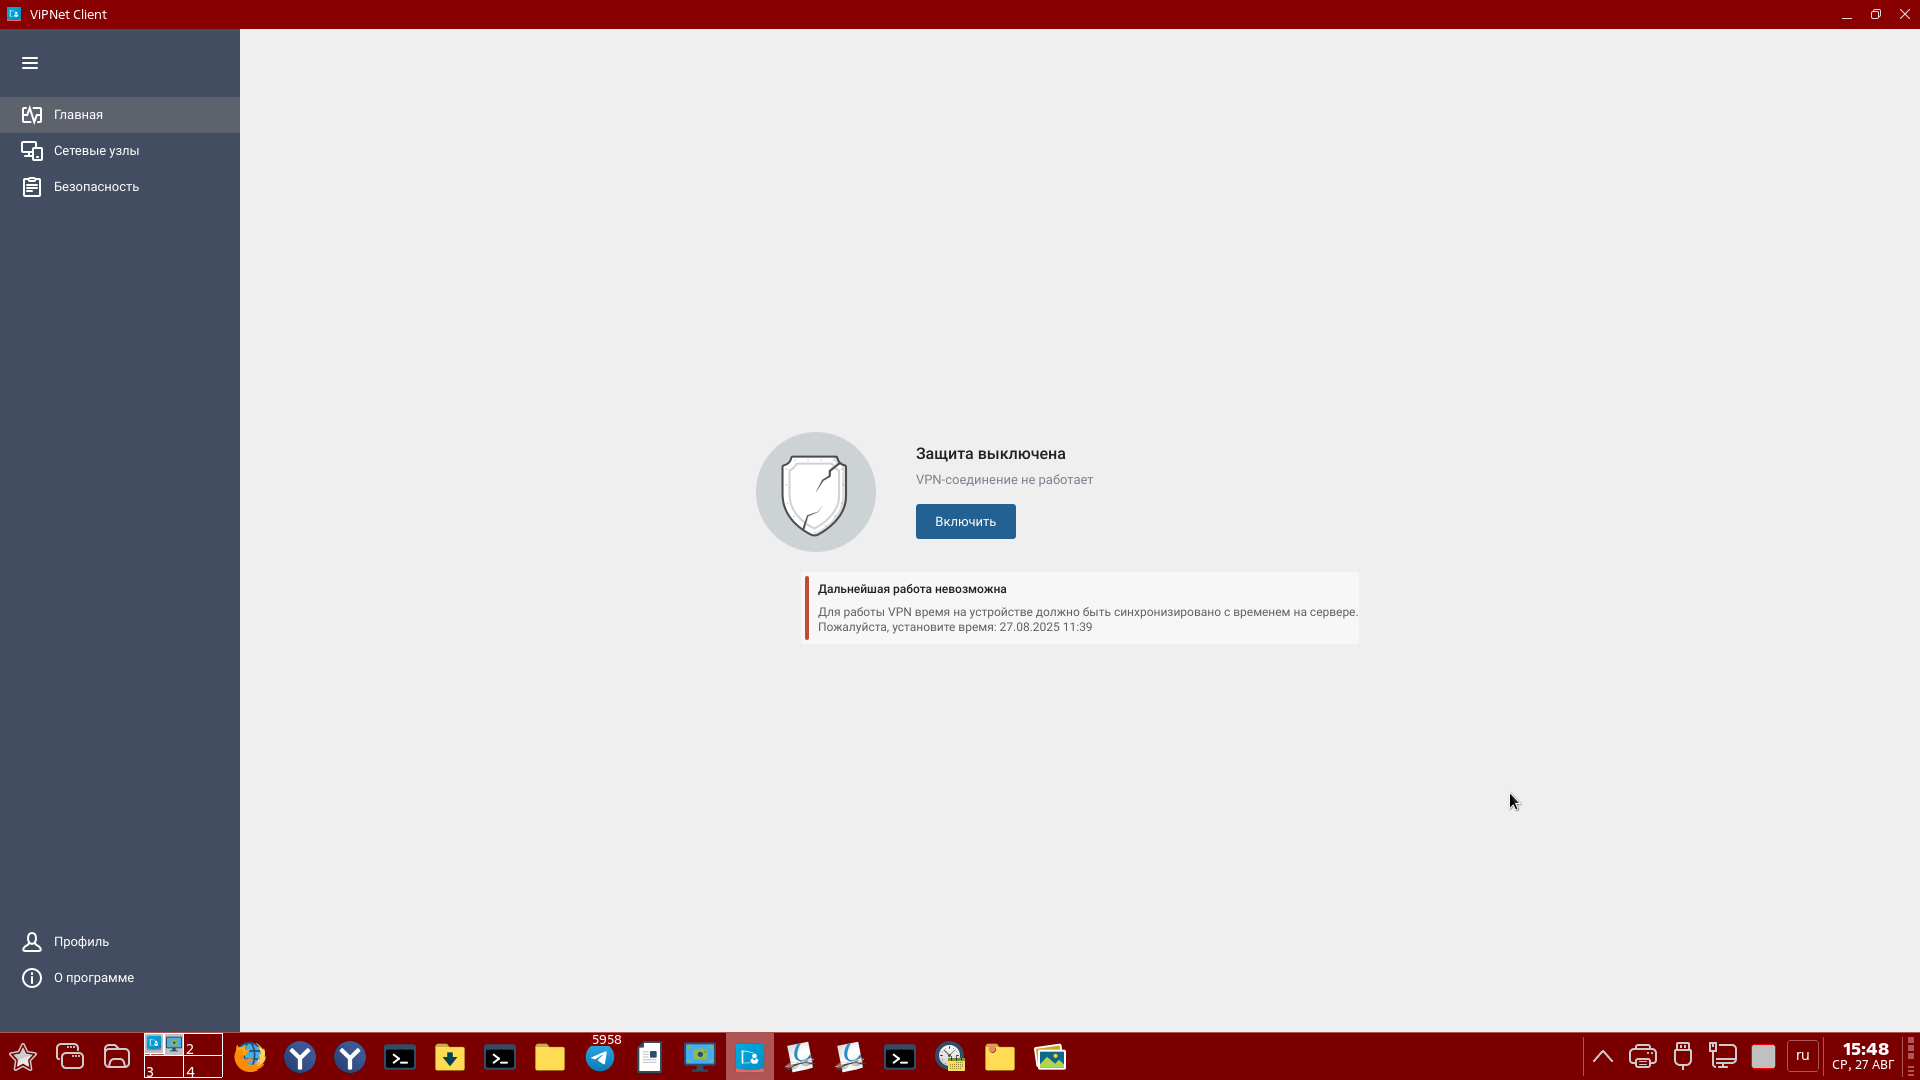 ViPNet Client
Главная
Сетевые узлы
Безопасность
Защита выключена
VPN-соединение не работает
Включить
Дальнейшая работа невозможна
Для работы VPN время на устройстве должно быть синхронизировано с временем на сервере.
Пожалуйста, установите время: 27.08.2025 11:39
Профиль
О программе
2
3
4
5958
ru
15:48
СР, 27 АВГ